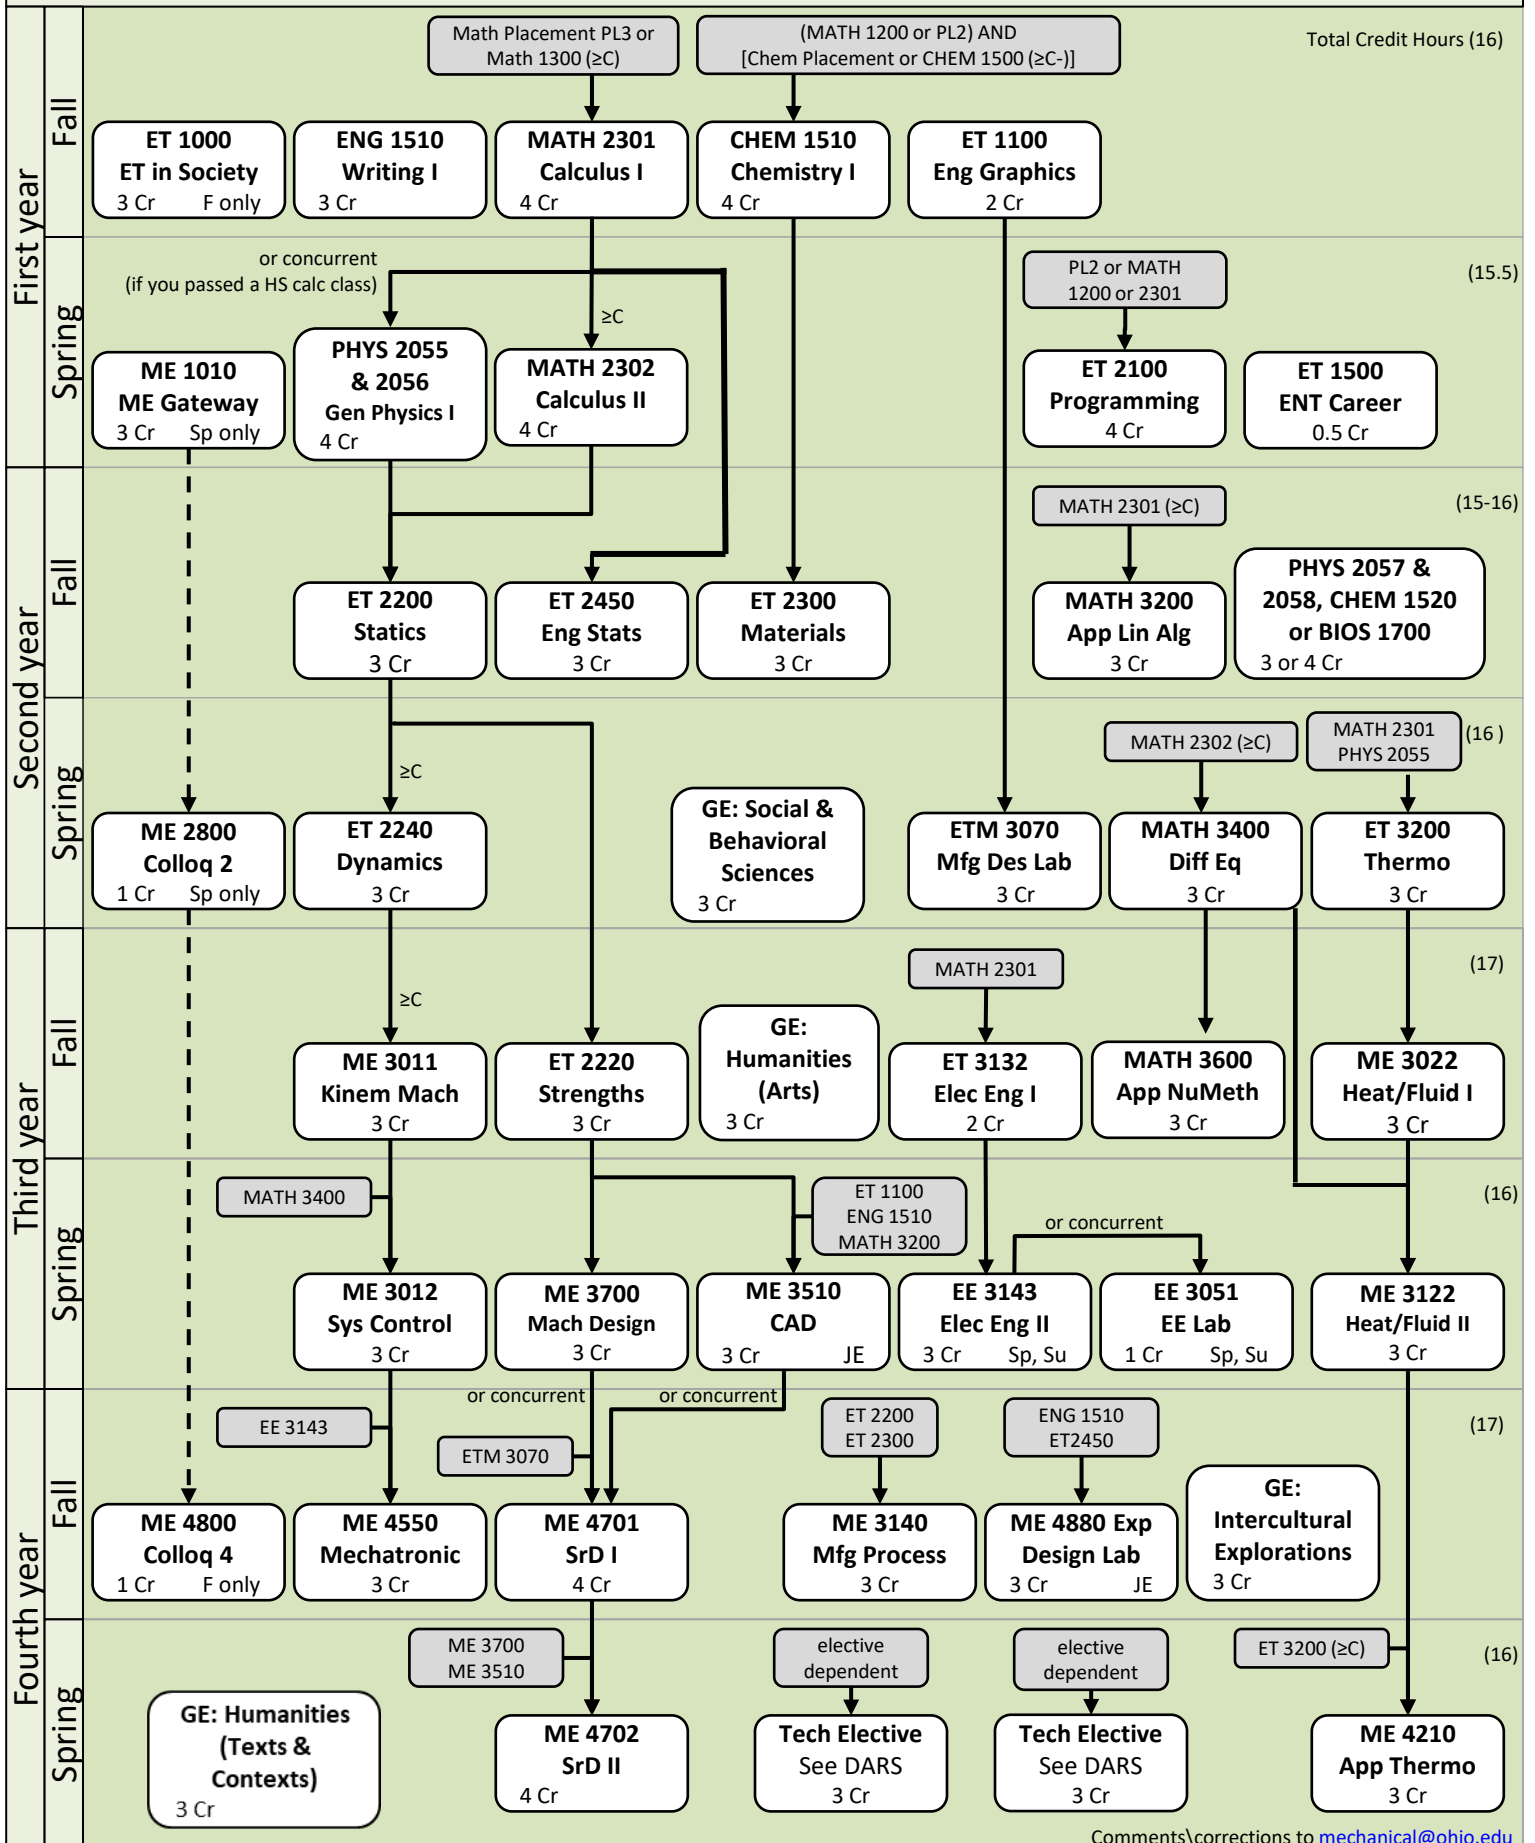 Math Placement PL3 or
Math 1300 (≥C)
(MATH 1200 or PL2) AND
[Chem Placement or CHEM 1500 (≥C-)]
Total Credit Hours (16)
First year
Fall
ET 1000
ET in Society
3 Cr F only
ENG 1510
Writing I
3 Cr
MATH 2301
Calculus I
4 Cr
CHEM 1510
Chemistry I
4 Cr
ET 1100
Eng Graphics
2 Cr
Spring
or concurrent
(if you passed a HS calc class)
≥C
PL2 or MATH
1200 or 2301
(15.5)
ME 1010
ME Gateway
3 Cr Sp only
PHYS 2055
& 2056
Gen Physics I
4 Cr
MATH 2302
Calculus II
4 Cr
ET 2100
Programming
4 Cr
ET 1500
ENT Career
0.5 Cr
Second year
Fall
MATH 2301 (≥C)
(15-16)
ET 2200
Statics
3 Cr
ET 2450
Eng Stats
3 Cr
ET 2300
Materials
3 Cr
MATH 3200
App Lin Alg
3 Cr
PHYS 2057 &
2058, CHEM 1520
or BIOS 1700
3 or 4 Cr
Spring
≥C
MATH 2302 (≥C)
MATH 2301
PHYS 2055
(16 )
ME 2800
Colloq 2
1 Cr Sp only
ET 2240
Dynamics
3 Cr
GE: Social &
Behavioral
Sciences
3 Cr
ETM 3070
Mfg Des Lab
3 Cr
MATH 3400
Diff Eq
3 Cr
ET 3200
Thermo
3 Cr
Third year
Fall
≥C
MATH 2301
(17)
ME 3011
Kinem Mach
3 Cr
ET 2220
Strengths
3 Cr
GE:
Humanities
(Arts)
3 Cr
ET 3132
Elec Eng I
2 Cr
MATH 3600
App NuMeth
3 Cr
ME 3022
Heat/Fluid I
3 Cr
Spring
MATH 3400
ET 1100
ENG 1510
MATH 3200
or concurrent
(16)
ME 3012
Sys Control
3 Cr
ME 3700
Mach Design
3 Cr
ME 3510
CAD
3 Cr JE
EE 3143
Elec Eng II
3 Cr Sp, Su
EE 3051
EE Lab
1 Cr Sp, Su
ME 3122
Heat/Fluid II
3 Cr
Fourth year
Fall
or concurrent
or concurrent
EE 3143
ETM 3070
ET 2200
ET 2300
ENG 1510
ET2450
(17)
ME 4800
Colloq 4
1 Cr F only
ME 4550
Mechatronic
3 Cr
ME 4701
SrD I
4 Cr
ME 3140
Mfg Process
3 Cr
ME 4880 Exp
Design Lab
3 Cr JE
GE:
Intercultural
Explorations
3 Cr
Spring
ME 3700
ME 3510
elective
dependent
elective
dependent
ET 3200 (≥C)
(16)
GE: Humanities
(Texts &
Contexts)
3 Cr
ME 4702
SrD II
4 Cr
Tech Elective
See DARS
3 Cr
Tech Elective
See DARS
3 Cr
ME 4210
App Thermo
3 Cr
Comments\corrections to mechanical@ohio.edu